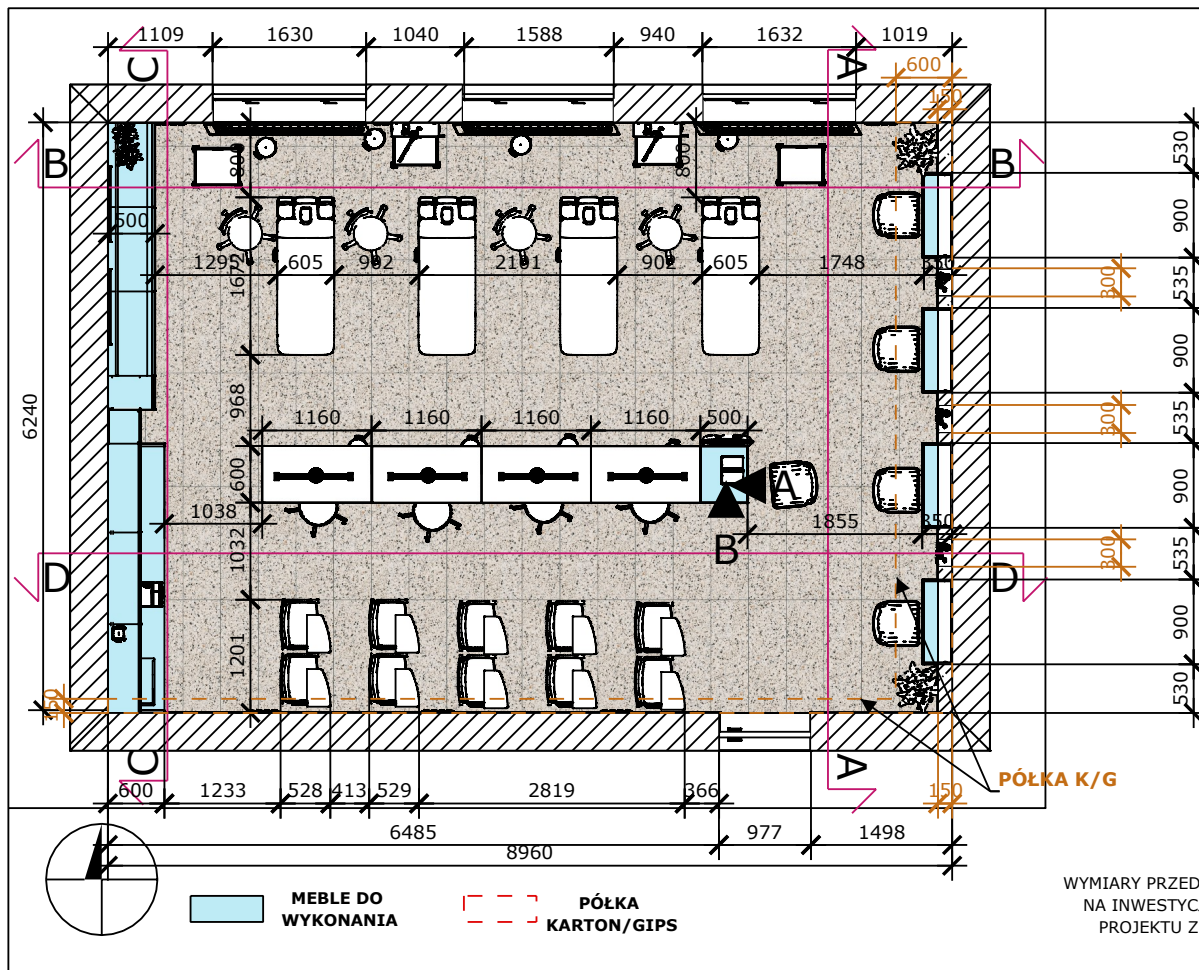 1109 1630 1040 1588 940 1632 1019
600
150
C A
B B
800 800
530
900
535
900
535
900
535
900
530
300
300
300
500
1295 605 902 2101 902 605 1748 350
1672
968
6240
1160 1160 1160 1160 500
600
A
1038
1855 350
B
1032
D D
1201
C A
600 1233 528 413 529 2819 366
150
PÓŁKA K/G
6485 977 1498
8960
MEBLE DO
WYKONANIA
PÓŁKA
KARTON/GIPS
WYMIARY PRZED
NA INWESTYC
PROJEKTU Z